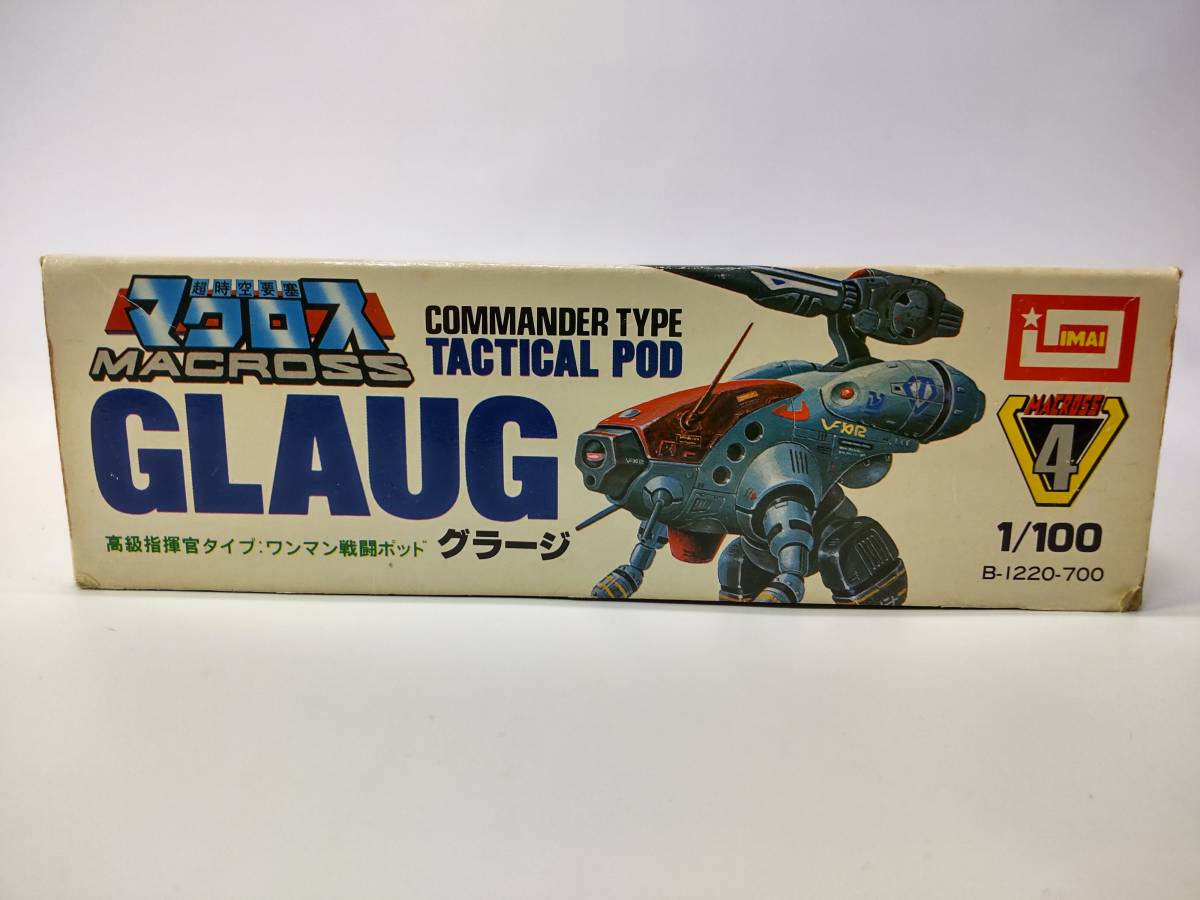 超時空要塞
マクロス
MACROSS
COMMANDER TYPE
TACTICAL POD
GLAUG
高級指揮官タイプ:ワンマン戦闘ポッド グラージ
IMAI
MACROSS
4
1/100
B-1220-700